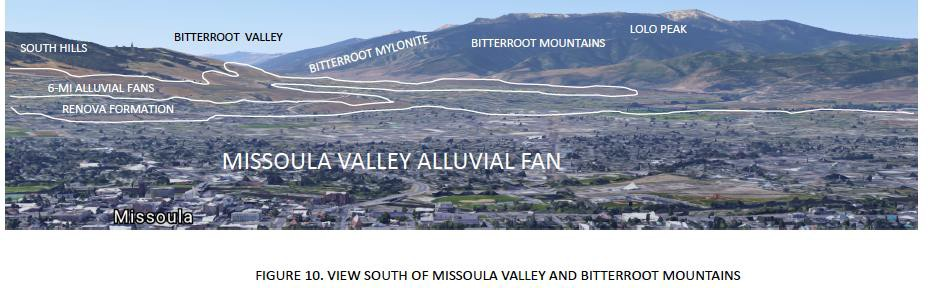 LOLO PEAK
BITTERROOT VALLEY
SOUTH HILLS
BITTERROOT MYLONITE
BITTERROOT MOUNTAINS
6-MI ALLUVIAL FANS
RENOVA FORMATION
MISSOULA VALLEY ALLUVIAL FAN
Missoula
FIGURE 10. VIEW SOUTH OF MISSOULA VALLEY AND BITTERROOT MOUNTAINS